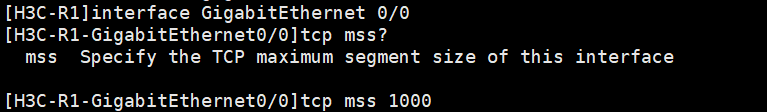 [H3C-R1]interface GigabitEthernet 0/0
[H3C-R1-GigabitEthernet0/0]tcp mss?
  mss  Specify the TCP maximum segment size of this interface

[H3C-R1-GigabitEthernet0/0]tcp mss 1000